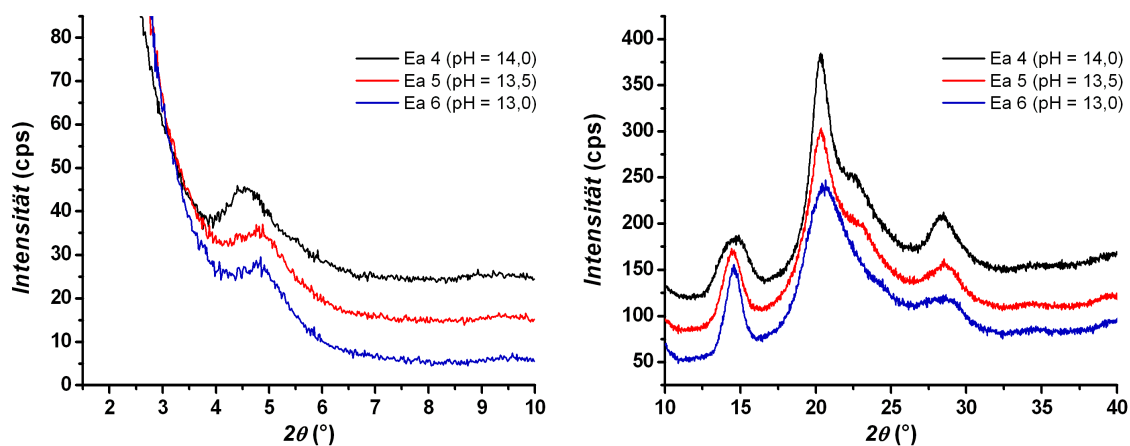 80
70
60
50
40
30
20
10
0
Intensität (cps)
Ea 4 (pH = 14,0)
Ea 5 (pH = 13,5)
Ea 6 (pH = 13,0)
2 3 4 5 6 7 8 9 10
2θ (°)
400
350
300
250
200
150
100
50
Intensität (cps)
Ea 4 (pH = 14,0)
Ea 5 (pH = 13,5)
Ea 6 (pH = 13,0)
10 15 20 25 30 35 40
2θ (°)